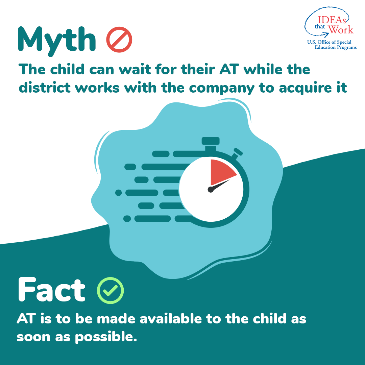 Myth
IDEAs
that Work
U.S. Office of Special
Education Programs
The child can wait for their AT while the
district works with the company to acquire it
Fact
AT is to be made available to the child as
soon as possible.